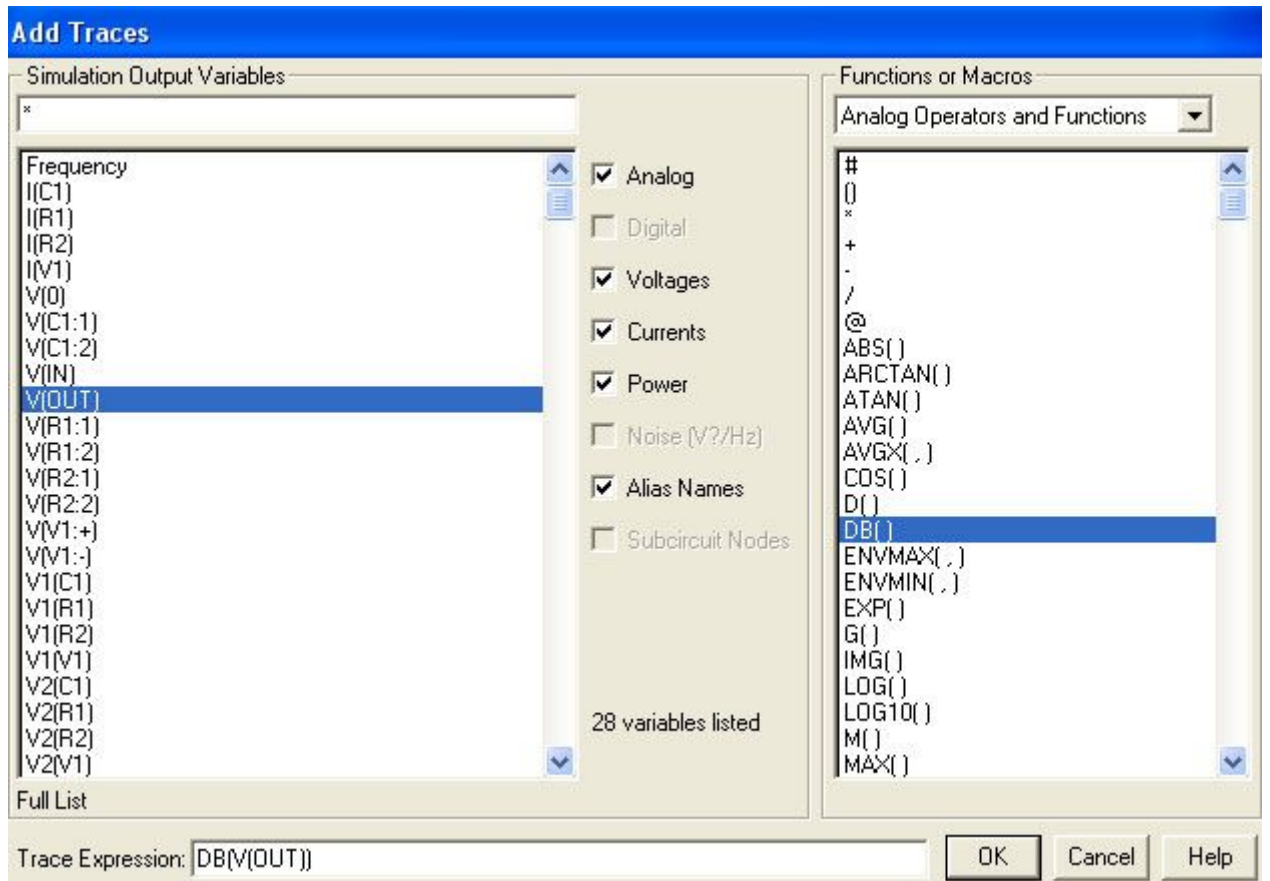 Add Traces
Simulation Output Variables
*
Frequency
I(C1)
I(R1)
I(R2)
I(V1)
V(0)
V(C1:1)
V(C1:2)
V(IN)
V(OUT)
V(R1:1)
V(R1:2)
V(R2:1)
V(R2:2)
V(V1:+)
V(V1:-)
V1(C1)
V1(R1)
V1(R2)
V1(V1)
V2(C1)
V2(R1)
V2(R2)
V2(V1)
Full List
Analog
Digital
Voltages
Currents
Power
Noise (V?/Hz)
Alias Names
Subcircuit Nodes
28 variables listed
Functions or Macros
Analog Operators and Functions
#
()
*
+
-
/
@
ABS( )
ARCTAN( )
ATAN( )
AVG( )
AVGX( , )
COS( )
D( )
DB( )
ENVMAX( , )
ENVMIN( , )
EXP( )
G( )
IMG( )
LOG( )
LOG10( )
M( )
MAX( )
Trace Expression: DB(V(OUT))
OK
Cancel
Help